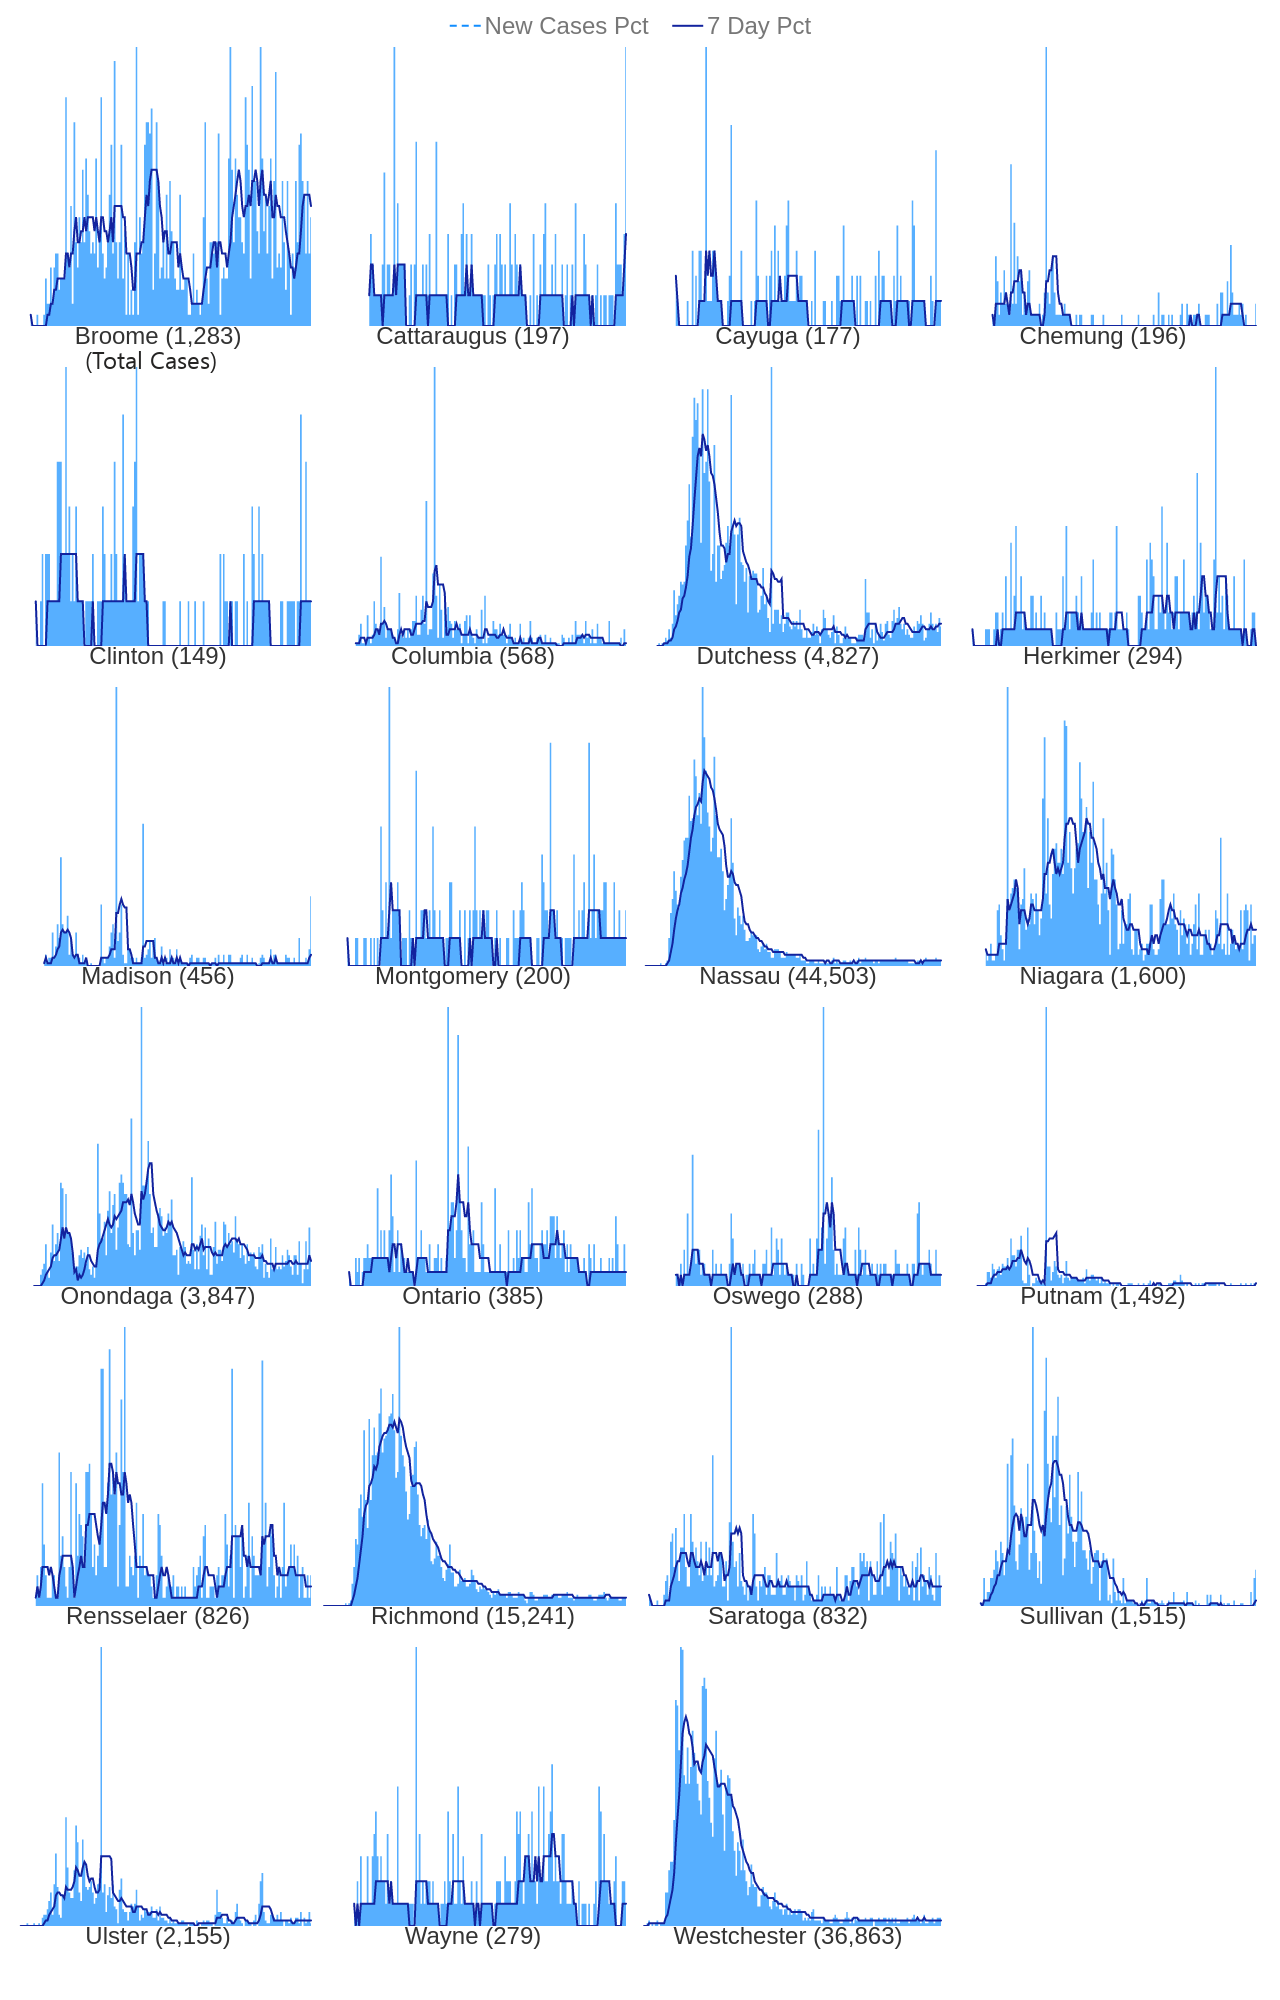 New Cases Pct 7 Day Pct
Broome (1,283) Cattaraugus (197) Cayuga (177) Chemung (196)
(Total Cases)
Clinton (149) Columbia (568) Dutchess (4,827) Herkimer (294)
Madison (456) Montgomery (200) Nassau (44,503) Niagara (1,600)
Onondaga (3,847) Ontario (385) Oswego (288) Putnam (1,492)
Rensselaer (826) Richmond (15,241) Saratoga (832) Sullivan (1,515)
Ulster (2,155) Wayne (279) Westchester (36,863)